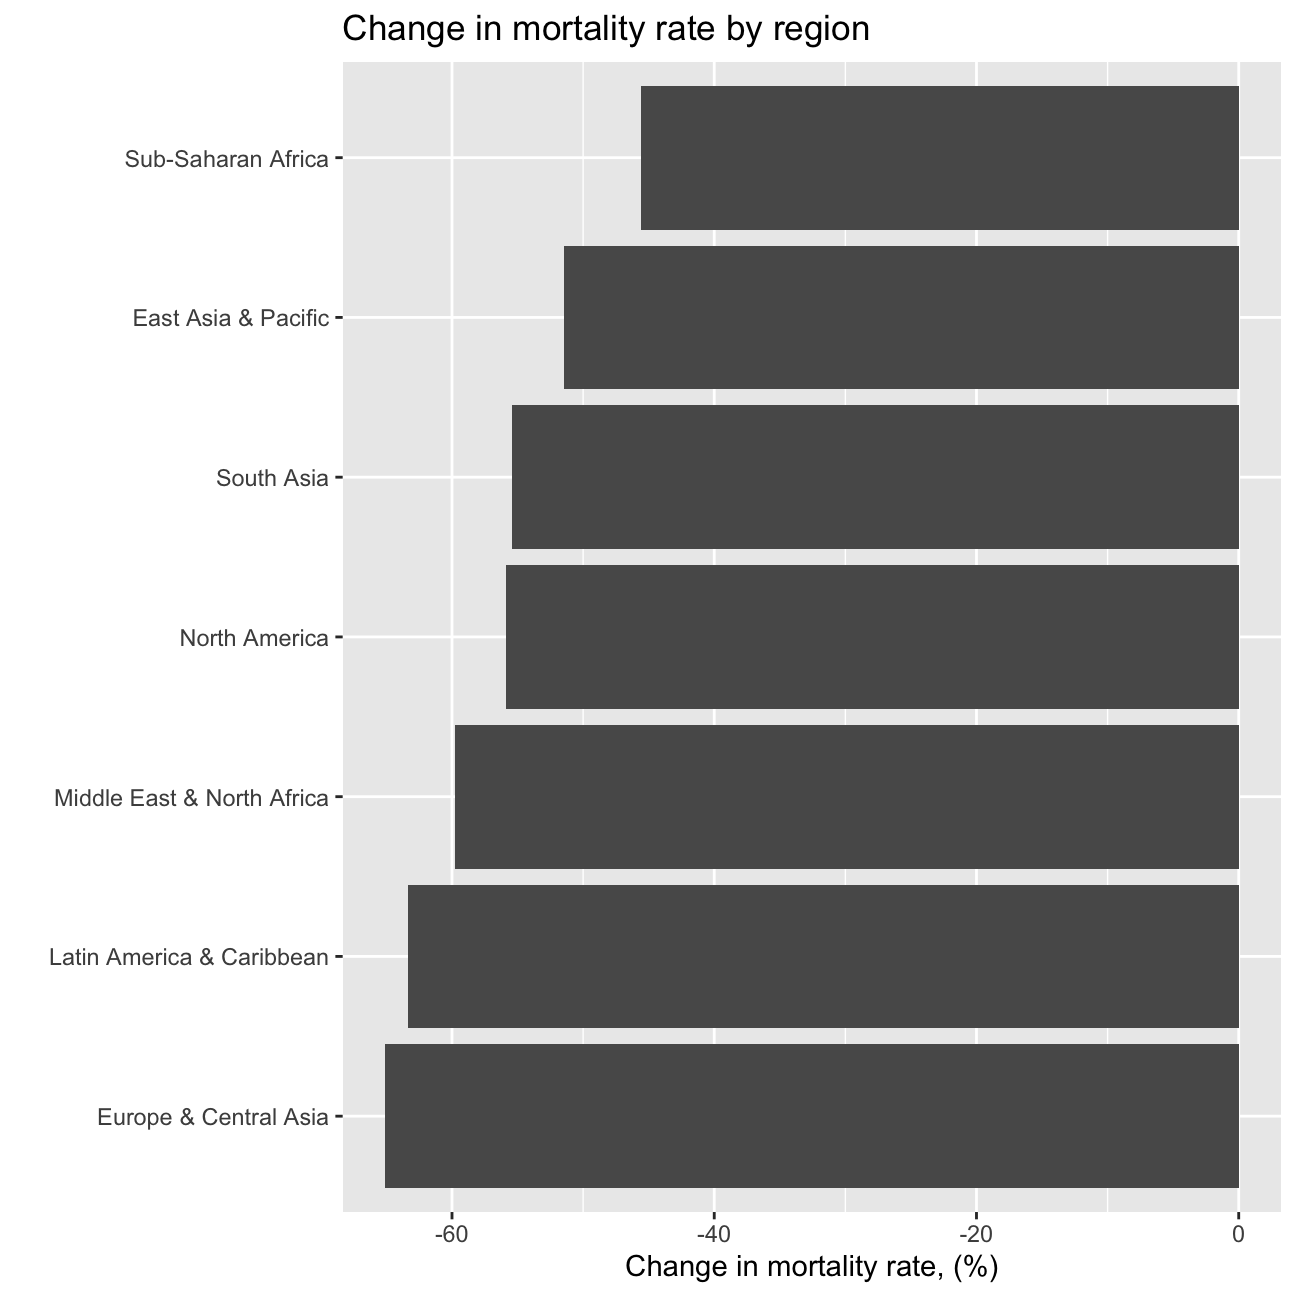 Change in mortality rate by region
Sub-Saharan Africa
East Asia & Pacific
South Asia
North America
Middle East & North Africa
Latin America & Caribbean
Europe & Central Asia
-60 -40 -20 0
Change in mortality rate, (%)